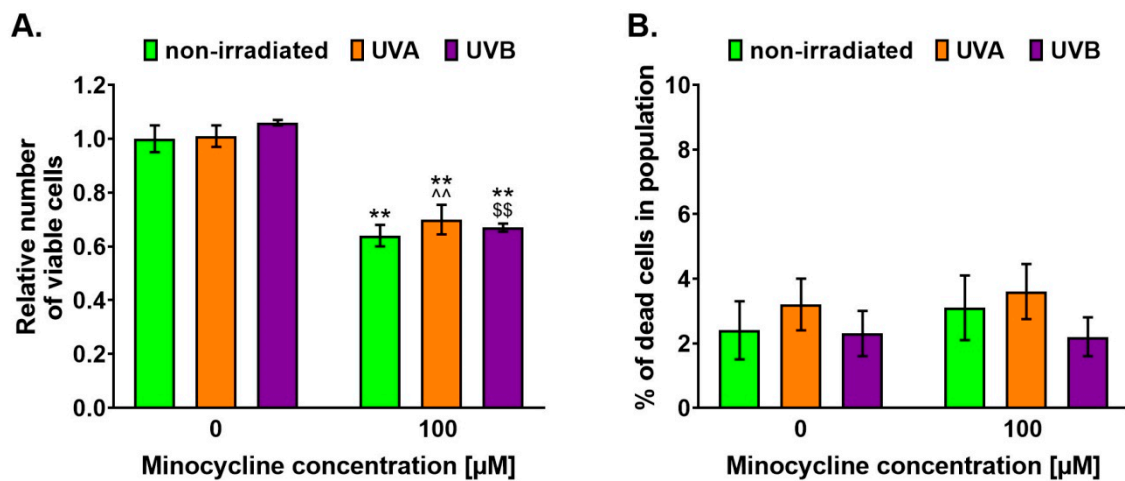 A.
non-irradiated UVA UVB
Relative number
of viable cells
1.2
1.0
0.8
0.6
0.4
0.2
0.0
**
**
^^
**
$$
0 100
Minocycline concentration [µM]
B.
non-irradiated UVA UVB
% of dead cells in population
10
8
6
4
2
0
0 100
Minocycline concentration [µM]